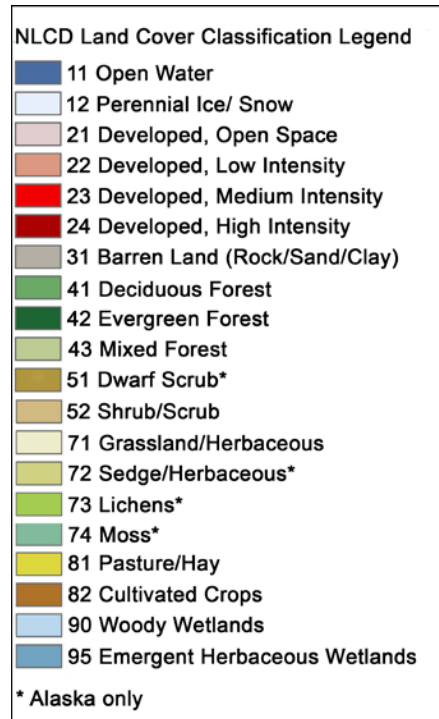 NLCD Land Cover Classification Legend
11 Open Water
12 Perennial Ice/ Snow
21 Developed, Open Space
22 Developed, Low Intensity
23 Developed, Medium Intensity
24 Developed, High Intensity
31 Barren Land (Rock/Sand/Clay)
41 Deciduous Forest
42 Evergreen Forest
43 Mixed Forest
51 Dwarf Scrub*
52 Shrub/Scrub
71 Grassland/Herbaceous
72 Sedge/Herbaceous*
73 Lichens*
74 Moss*
81 Pasture/Hay
82 Cultivated Crops
90 Woody Wetlands
95 Emergent Herbaceous Wetlands
* Alaska only